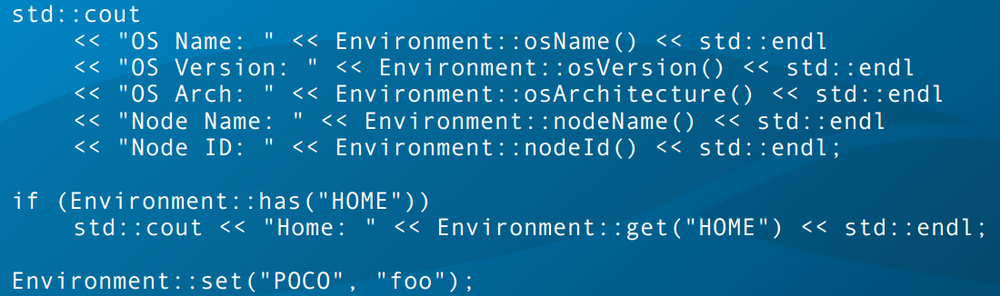 std::cout
<< "OS Name: " << Environment::osName() << std::endl
<< "OS Version: " << Environment::osVersion() << std::endl
<< "OS Arch: " << Environment::osArchitecture() << std::endl
<< "Node Name: " << Environment::nodeName() << std::endl
<< "Node ID: " << Environment::nodeId() << std::endl;
if (Environment::has("HOME"))
std::cout << "Home: " << Environment::get("HOME") << std::endl;
Environment::set("POCO", "foo");